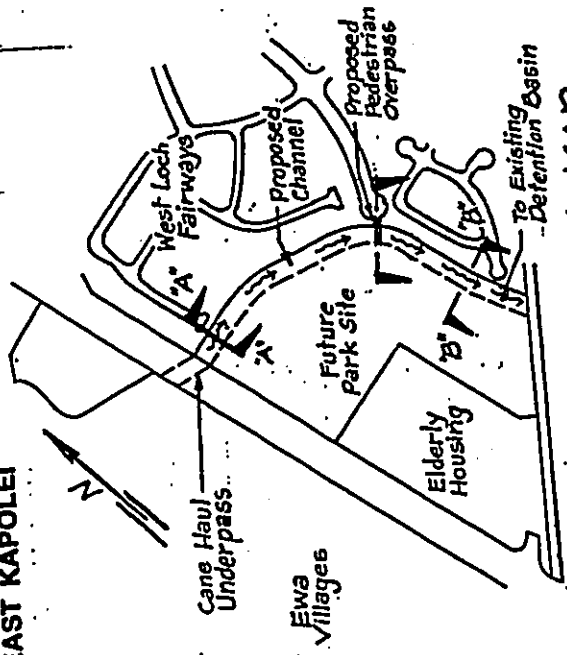 EAST KAPOLEI
N
West Loch
Fairways
Proposed
Channel
Proposed
Pedestrian
Overpass
"A"
"A"
Cane Haul
Underpass
Future
Park Site
"B"
"B"
To Existing
Detention Basin
Elderly
Housing
Ewa
Villages